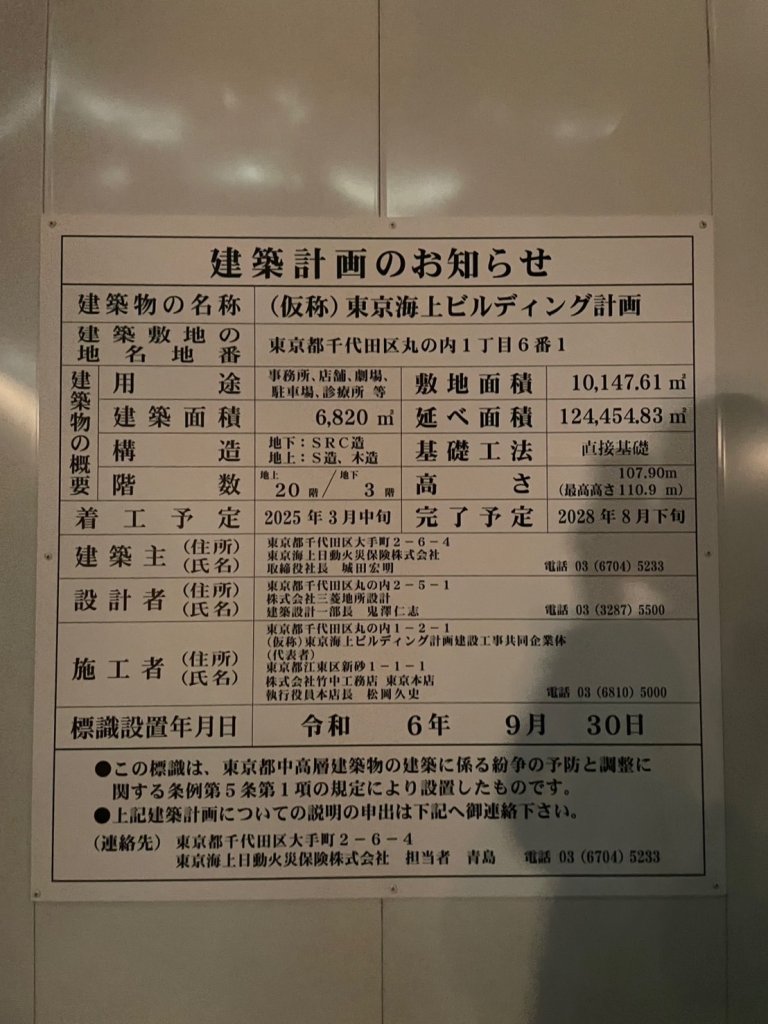 建築計画のお知らせ
建築物の名称 (仮称)東京海上ビルディング計画
建築敷地の地名地番 東京都千代田区丸の内1丁目6番1
建築物の概要
用途 事務所、店舗、劇場、駐車場、診療所 等 敷地面積 10,147.61 ㎡
建築面積 6,820 ㎡ 延べ面積 124,454.83 ㎡
構造 地下：SRC造 地上：S造、木造 基礎工法 直接基礎
階数 地上 20 階 / 地下 3 階 高さ 107.90m (最高高さ110.9 m)
着工予定 2025 年 3 月中旬 完了予定 2028 年 8 月下旬
建築主 (住所) (氏名)
東京都千代田区大手町2－6－4
東京海上日動火災保険株式会社
取締役社長 城田宏明 電話 03 (6704) 5233
設計者 (住所) (氏名)
東京都千代田区丸の内2－5－1
株式会社三菱地所設計
建築設計一部長 鬼澤仁志 電話 03 (3287) 5500
施工者 (住所) (氏名)
東京都千代田区丸の内1－2－1
(仮称)東京海上ビルディング計画建設工事共同企業体
(代表者)
東京都江東区新砂1－1－1
株式会社竹中工務店 東京本店
執行役員本店長 松岡久史 電話 03 (6810) 5000
標識設置年月日 令和 6年 9月 30日
●この標識は、東京都中高層建築物の建築に係る紛争の予防と調整に
関する条例第5条第1項の規定により設置したものです。
●上記建築計画についての説明の申出は下記へ御連絡下さい。
(連絡先) 東京都千代田区大手町2－6－4
東京海上日動火災保険株式会社 担当者 青島 電話 03 (6704) 5233